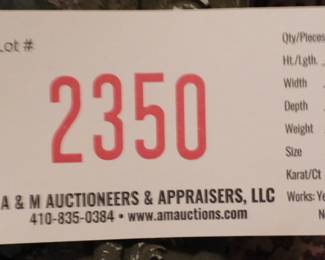 Lot #
2350
A & M AUCTIONEERS & APPRAISERS, LLC
410-835-0384 • www.amauctions.com
Qty/Pieces
Ht./Lgth.
Width
Depth
Weight
Size
Karat/Ct
Works: